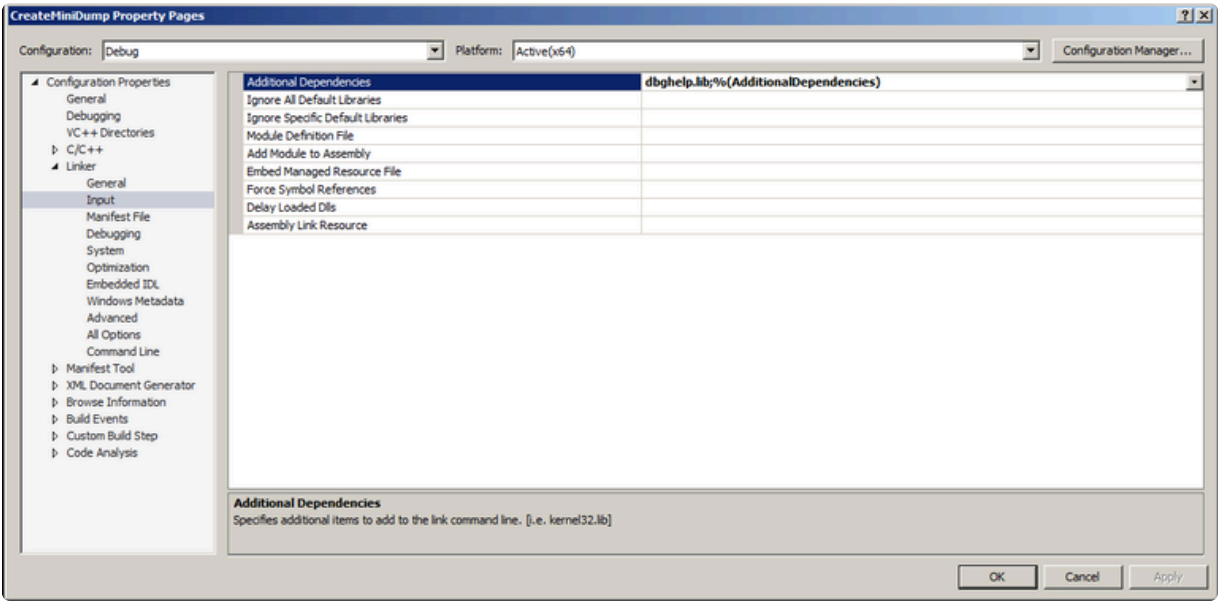 CreateMiniDump Property Pages
Configuration: Debug Platform: Active(x64) Configuration Manager...
Configuration Properties
General
Debugging
VC++ Directories
C/C++
Linker
General
Input
Manifest File
Debugging
System
Optimization
Embedded IDL
Windows Metadata
Advanced
All Options
Command Line
Manifest Tool
XML Document Generator
Browse Information
Build Events
Custom Build Step
Code Analysis
Additional Dependencies dbghelp.lib;%(AdditionalDependencies)
Ignore All Default Libraries
Ignore Specific Default Libraries
Module Definition File
Add Module to Assembly
Embed Managed Resource File
Force Symbol References
Delay Loaded Dlls
Assembly Link Resource
Additional Dependencies
Specifies additional items to add to the link command line. [i.e. kernel32.lib]
OK Cancel Apply